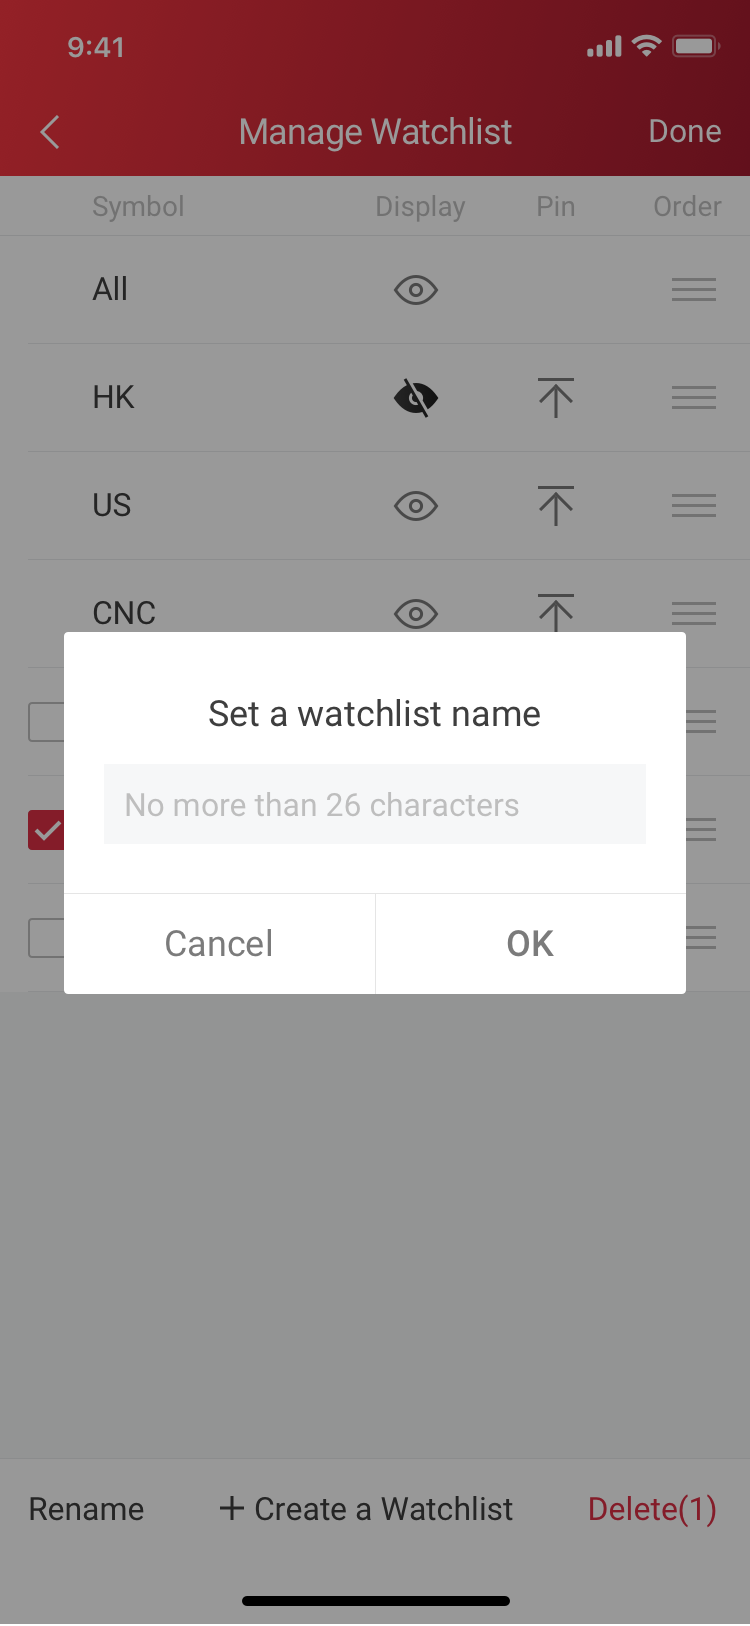 9:41
Manage Watchlist
Done
Symbol Display Pin Order
All
HK
US
CNC
Set a watchlist name
No more than 26 characters
Cancel
OK
Rename
+ Create a Watchlist
Delete(1)